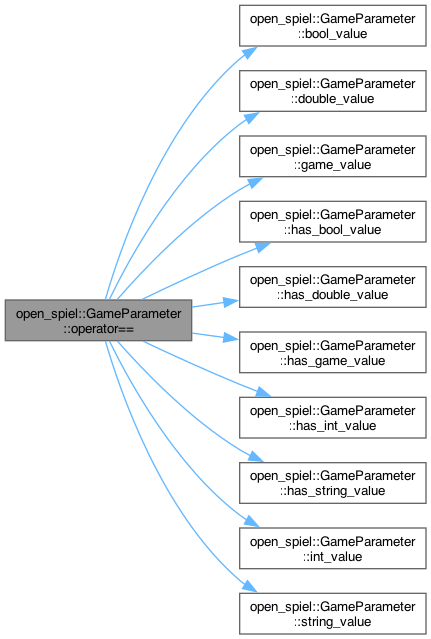 open_spiel::GameParameter
::bool_value
open_spiel::GameParameter
::double_value
open_spiel::GameParameter
::game_value
open_spiel::GameParameter
::has_bool_value
open_spiel::GameParameter
::has_double_value
open_spiel::GameParameter
::operator==
open_spiel::GameParameter
::has_game_value
open_spiel::GameParameter
::has_int_value
open_spiel::GameParameter
::has_string_value
open_spiel::GameParameter
::int_value
open_spiel::GameParameter
::string_value